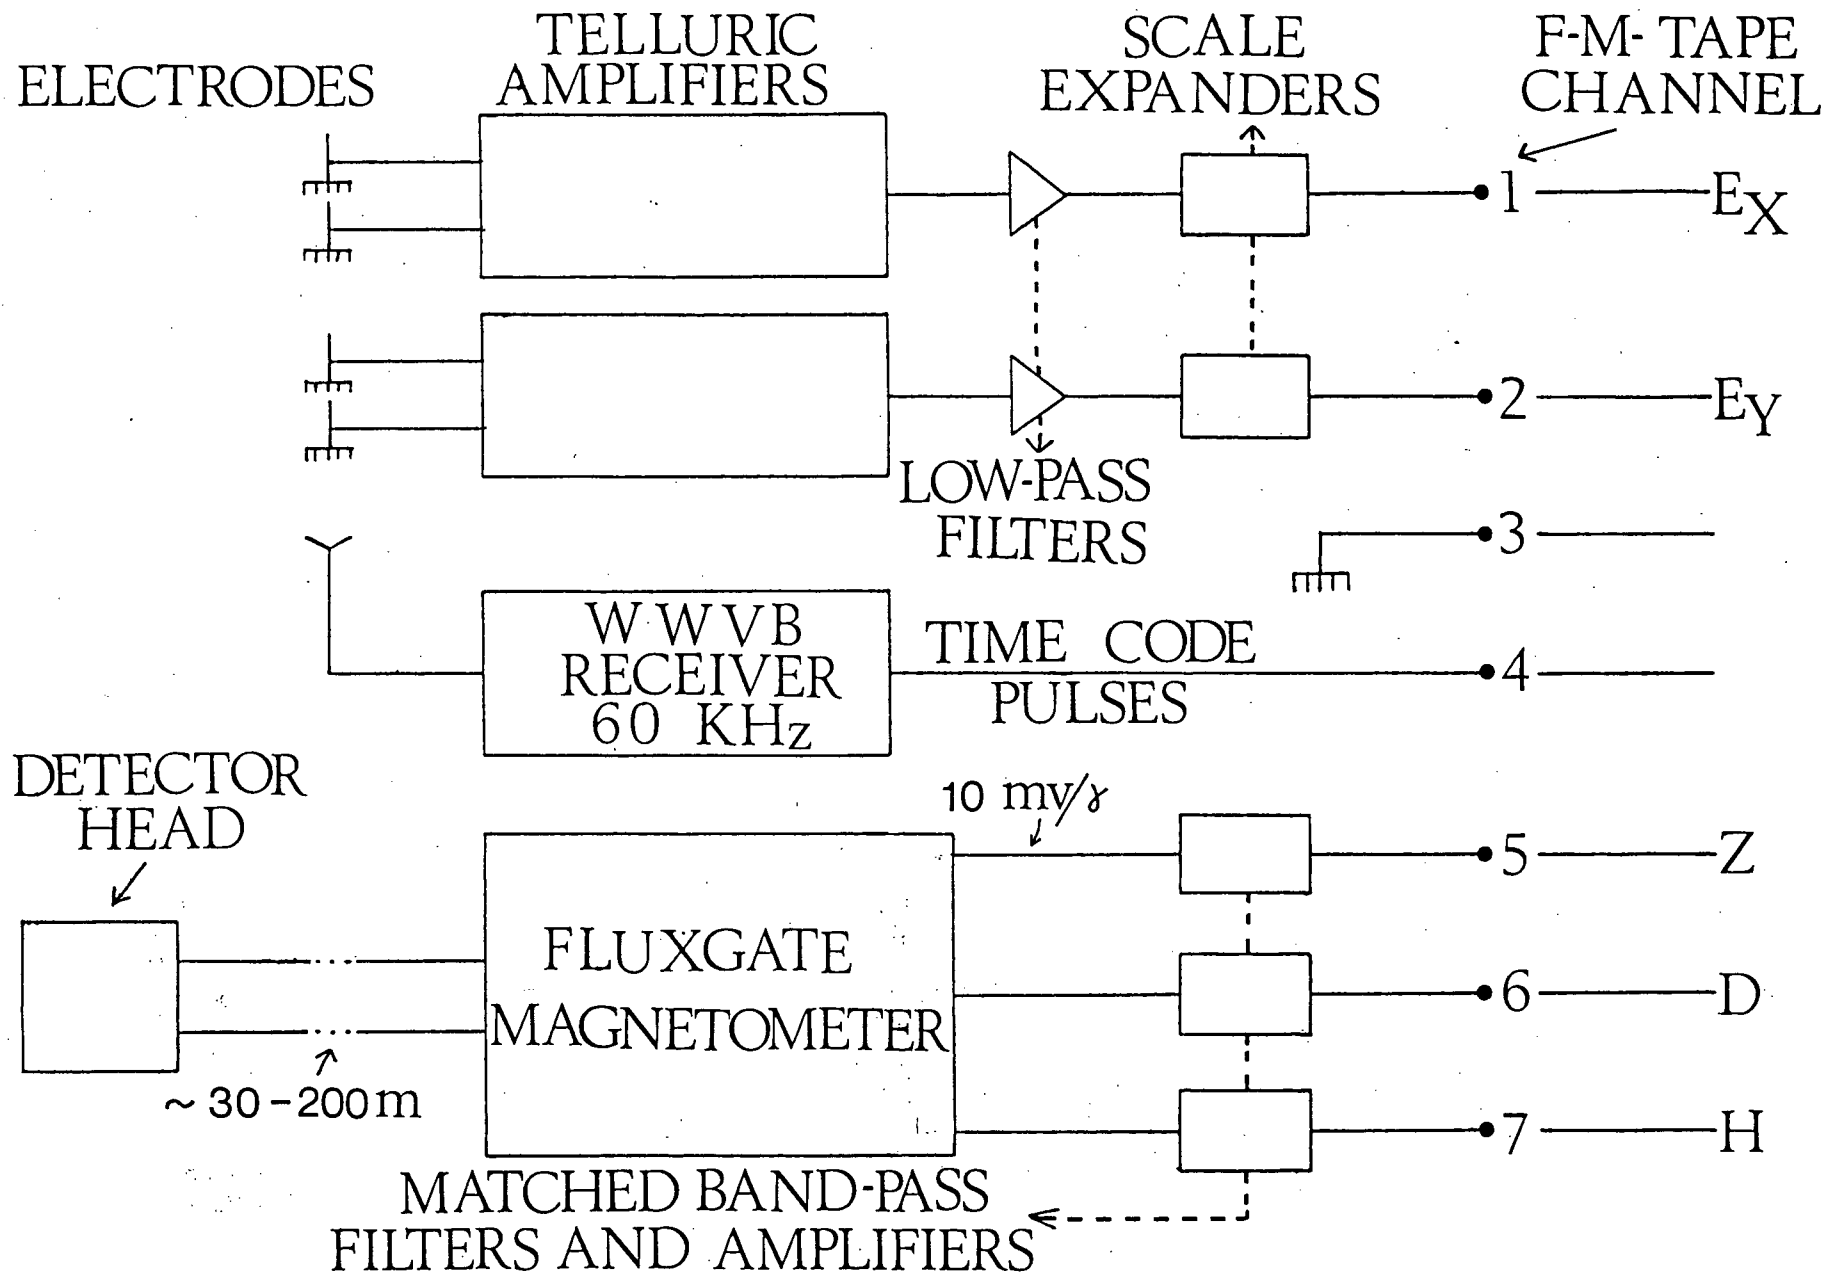 ELECTRODES
TELLURIC
AMPLIFIERS
SCALE
EXPANDERS
F-M- TAPE
CHANNEL
1
EX
2
EY
LOW-PASS
FILTERS
3
WWVB
RECEIVER
60 KHz
TIME CODE
PULSES
4
DETECTOR
HEAD
10 mv/γ
5
Z
FLUXGATE
MAGNETOMETER
6
D
~30-200m
7
H
MATCHED BAND-PASS
FILTERS AND AMPLIFIERS